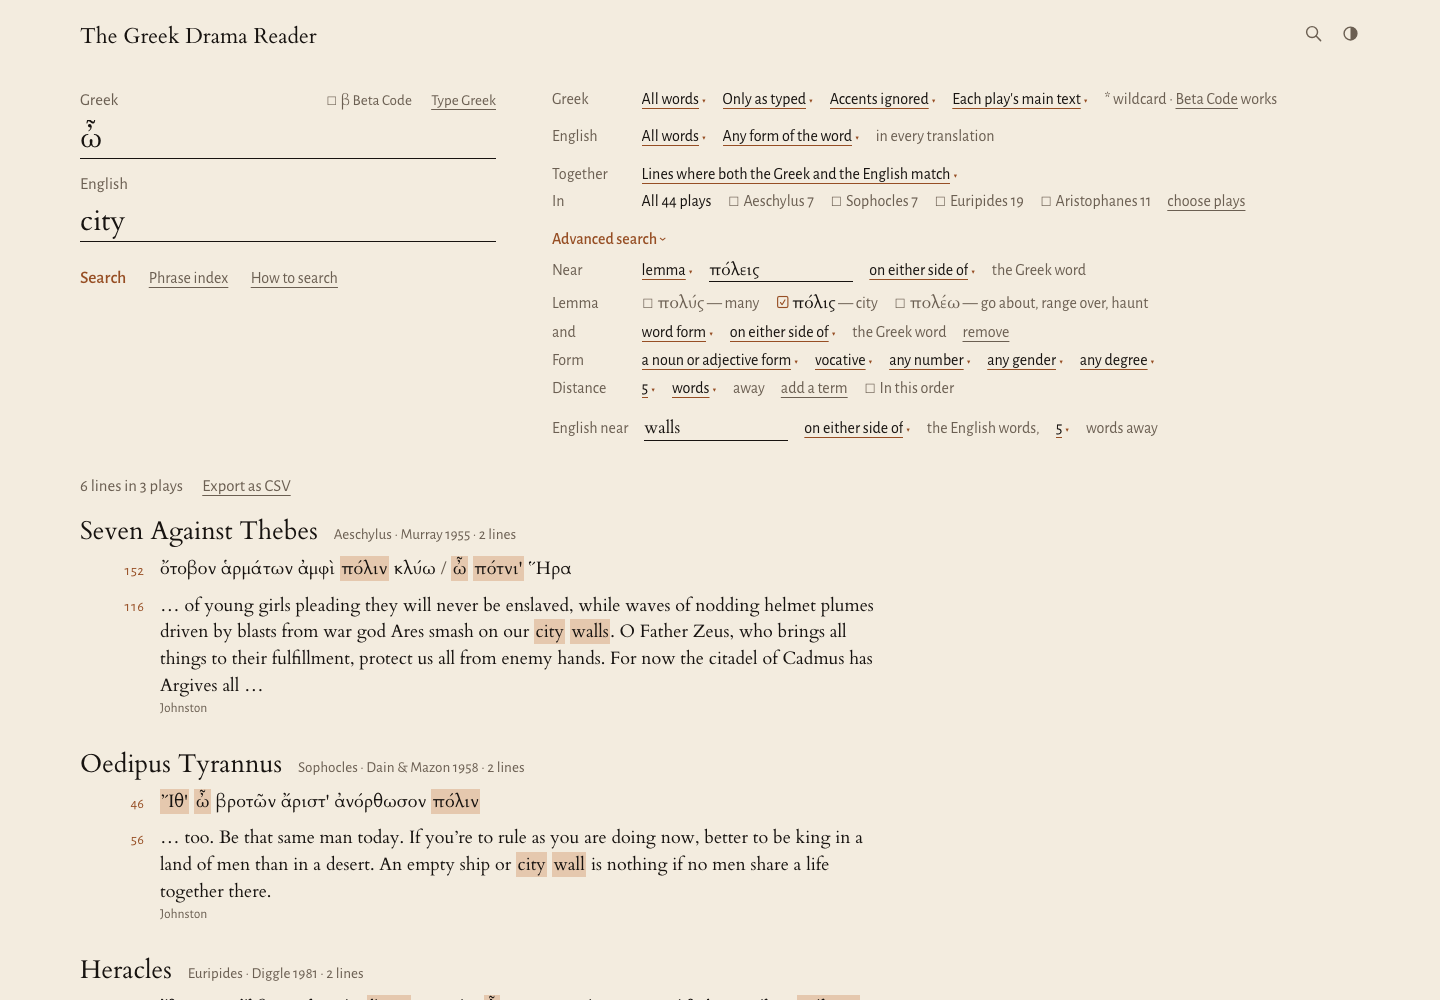 The Greek Drama Reader
Greek
β Beta Code
Type Greek
ὦ
English
city
Search
Phrase index
How to search
Greek All words Only as typed Accents ignored Each play's main text * wildcard · Beta Code works
English All words Any form of the word in every translation
Together Lines where both the Greek and the English match
In All 44 plays Aeschylus 7 Sophocles 7 Euripides 19 Aristophanes 11 choose plays
Advanced search
Near lemma πόλεις on either side of the Greek word
Lemma πολύς — many πόλις — city πολέω — go about, range over, haunt
and word form on either side of the Greek word remove
Form a noun or adjective form vocative any number any gender any degree
Distance 5 words away add a term In this order
English near walls on either side of the English words, 5 words away
6 lines in 3 plays Export as CSV
Seven Against Thebes Aeschylus · Murray 1955 · 2 lines
152 ὄτοβον ἁρμάτων ἀμφὶ πόλιν κλύω / ὦ πότνι' Ἥρα
116 … of young girls pleading they will never be enslaved, while waves of nodding helmet plumes
driven by blasts from war god Ares smash on our city walls. O Father Zeus, who brings all
things to their fulfillment, protect us all from enemy hands. For now the citadel of Cadmus has
Argives all …
Johnston
Oedipus Tyrannus Sophocles · Dain & Mazon 1958 · 2 lines
46 Ἴθ' ὦ βροτῶν ἄριστ' ἀνόρθωσον πόλιν
56 … too. Be that same man today. If you’re to rule as you are doing now, better to be king in a
land of men than in a desert. An empty ship or city wall is nothing if no men share a life
together there.
Johnston
Heracles Euripides · Diggle 1981 · 2 lines